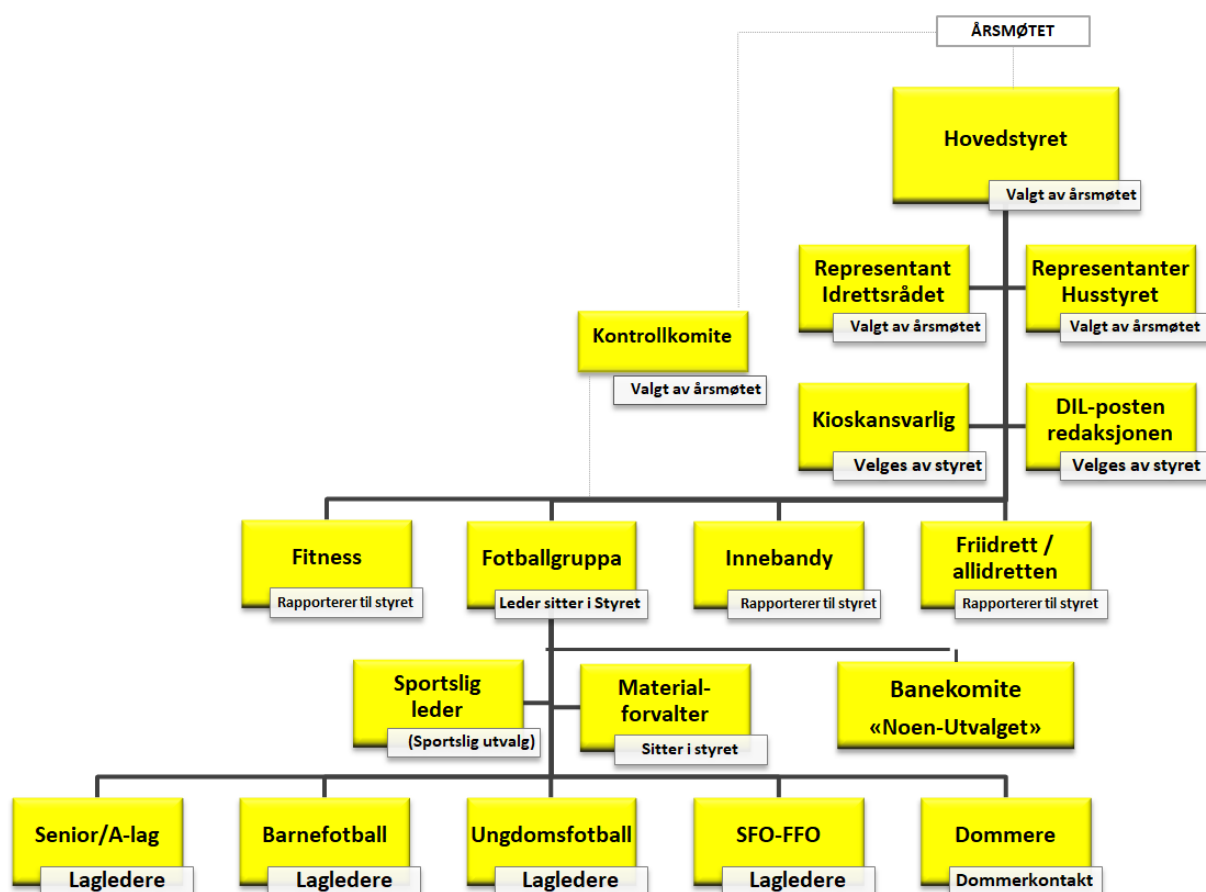 ÅRSMØTET
Hovedstyret
Valgt av årsmøtet
Representant
Idrettsrådet
Valgt av årsmøtet
Representanter
Husstyret
Valgt av årsmøtet
Kontrollkomite
Valgt av årsmøtet
Kioskansvarlig
Velges av styret
DIL-posten
redaksjonen
Velges av styret
Fitness
Rapporterer til styret
Fotballgruppa
Leder sitter i Styret
Innebandy
Rapporterer til styret
Friidrett /
allidretten
Rapporterer til styret
Sportslig
leder
(Sportslig utvalg)
Material-
forvalter
Sitter i styret
Banekomite
«Noen-Utvalget»
Senior/A-lag
Lagledere
Barnefotball
Lagledere
Ungdomsfotball
Lagledere
SFO-FFO
Lagledere
Dommere
Dommerkontakt